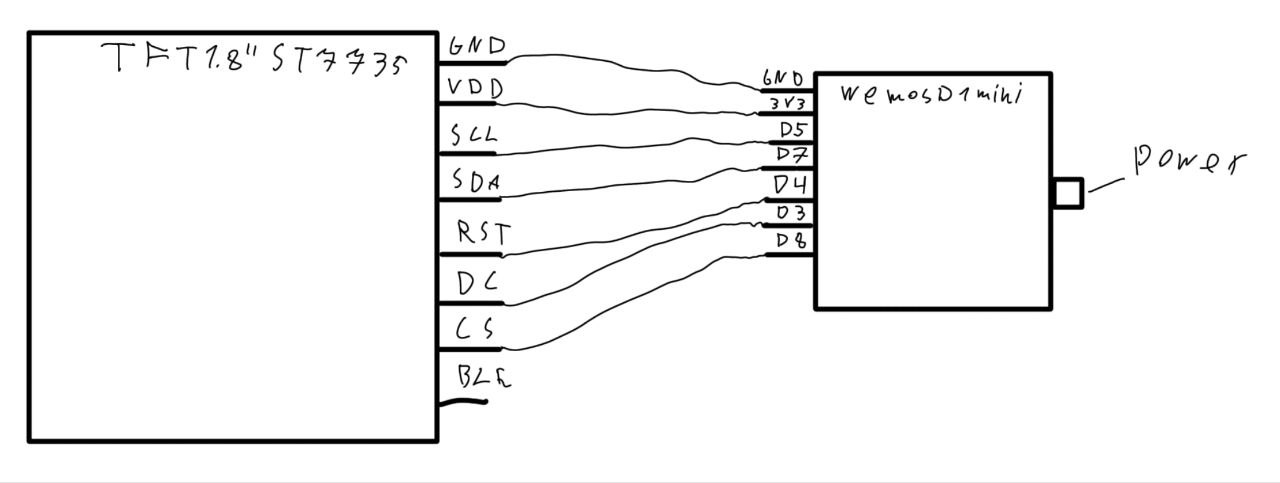 TFT1.8" ST7735
GND
VDD
SCL
SDA
RST
DC
CS
BLK
GND
3V3
D5
D7
D4
D3
D8
WemosD1mini
power